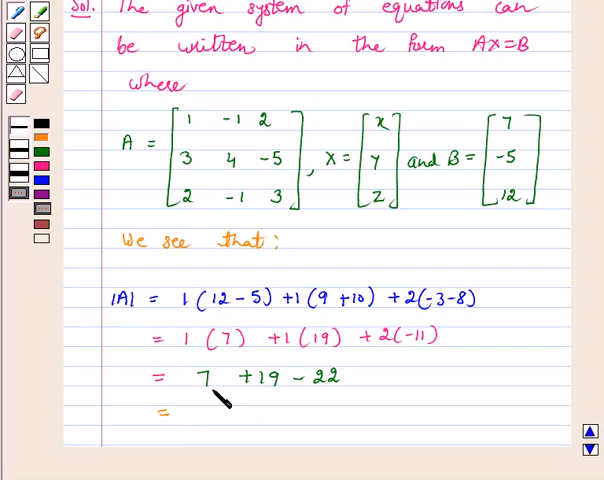 Sol. The given system of equations can
be written in the form AX=B
where
A = [ 1 -1 2
3 4 -5
2 -1 3 ] , X = [ x
y
z ] and B = [ 7
-5
12 ]
We see that:
|A| = 1(12-5) +1(9+10) +2(-3-8)
= 1(7) +1(19) +2(-11)
= 7 +19 -22
=